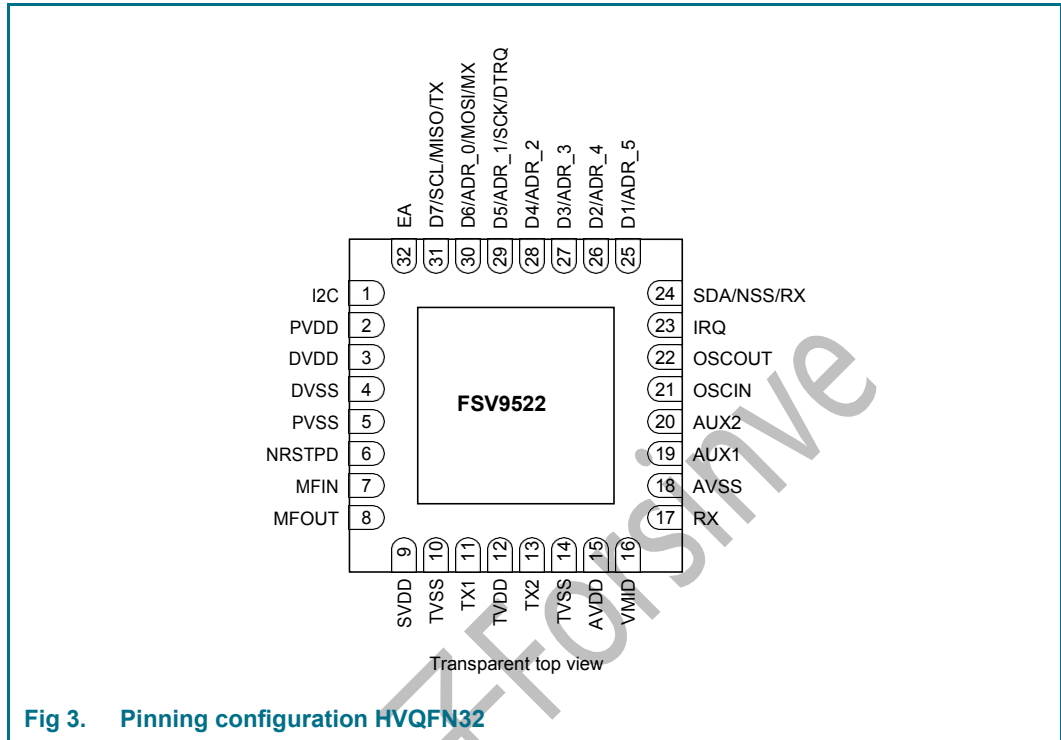 EA
D7/SCL/MISO/TX
D6/ADR_0/MOSI/MX
D5/ADR_1/SCK/DTRQ
D4/ADR_2
D3/ADR_3
D2/ADR_4
D1/ADR_5
32 31 30 29 28 27 26 25
I2C 1
PVDD 2
DVDD 3
DVSS 4
PVSS 5
NRSTPD 6
MFIN 7
MFOUT 8
FSV9522
24 SDA/NSS/RX
23 IRQ
22 OSCOUT
21 OSCIN
20 AUX2
19 AUX1
18 AVSS
17 RX
9 10 11 12 13 14 15 16
SVDD
TVSS
TX1
TVDD
TX2
TVSS
AVDD
VMID
Transparent top view
Fig 3. Pinning configuration HVQFN32
Forsinve